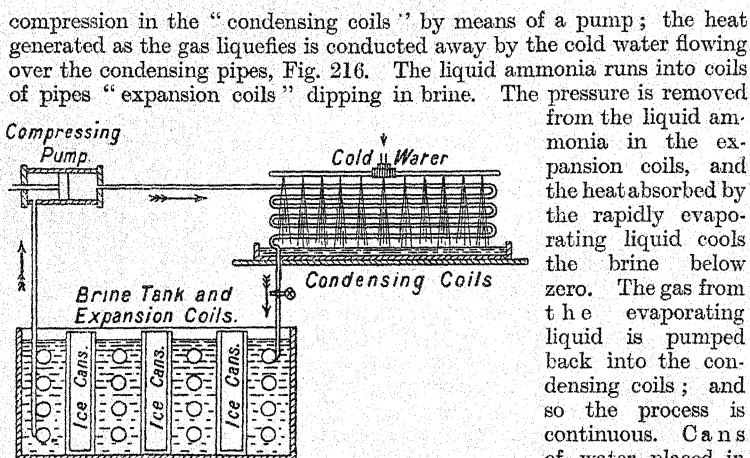 compression in the “ condensing coils ” by means of a pump ; the heat
generated as the gas liquefies is conducted away by the cold water flowing
over the condensing pipes, Fig. 216. The liquid ammonia runs into coils
of pipes “ expansion coils ” dipping in brine. The pressure is removed
from the liquid am-
monia in the ex-
pansion coils, and
the heat absorbed by
the rapidly evapo-
rating liquid cools
the brine below
zero. The gas from
the evaporating
liquid is pumped
back into the con-
densing coils ; and
so the process is
continuous. Cans
of water placed in
Compressing
Pump
Cold Water
Condensing Coils
Brine Tank and
Expansion Coils.
Ice Cans.
Ice Cans.
Ice Cans.